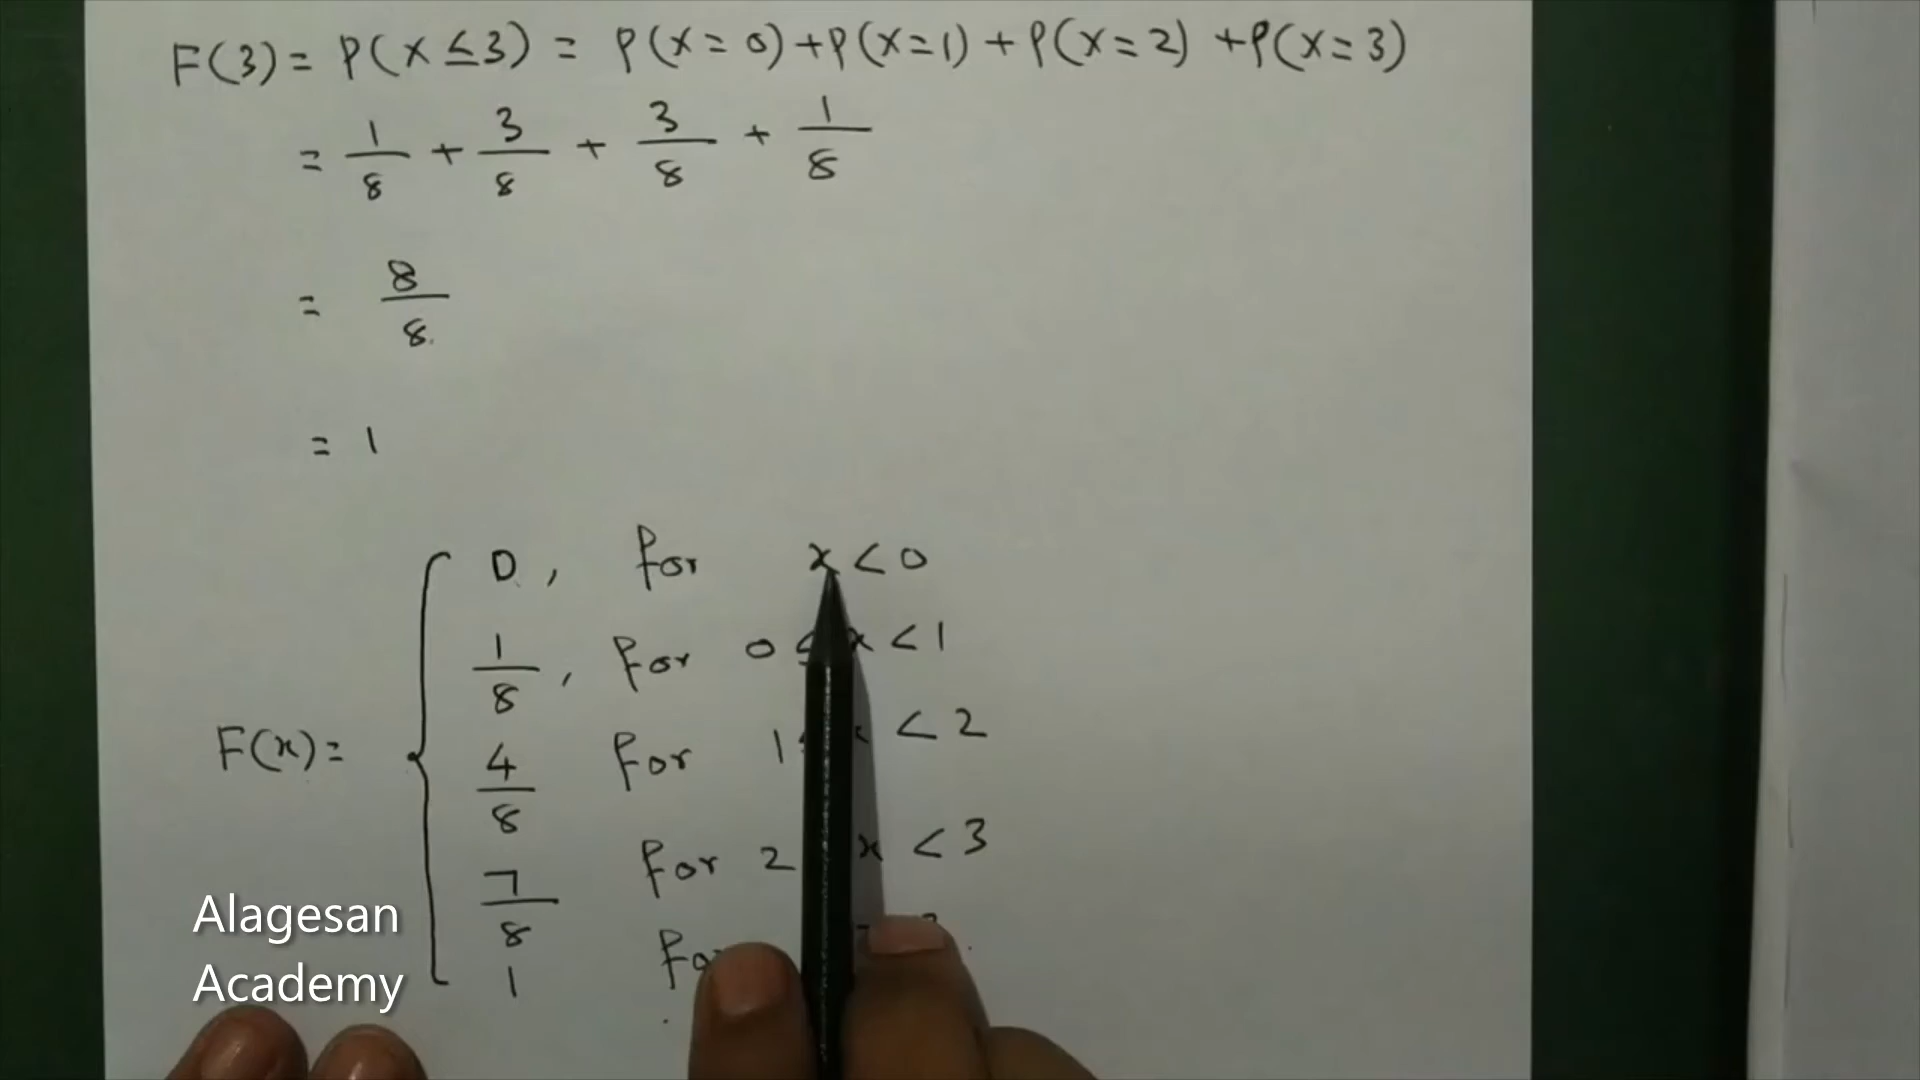 F(3) = P(X ≤ 3) = P(X = 0) + P(X = 1) + P(X = 2) + P(X = 3)
= 1/8 + 3/8 + 3/8 + 1/8
= 8/8
= 1
0, for x < 0
1/8, for 0 ≤ x < 1
F(x) = 4/8 for 1 < 2
7/8 for 2 x < 3
1
Alagesan
Academy